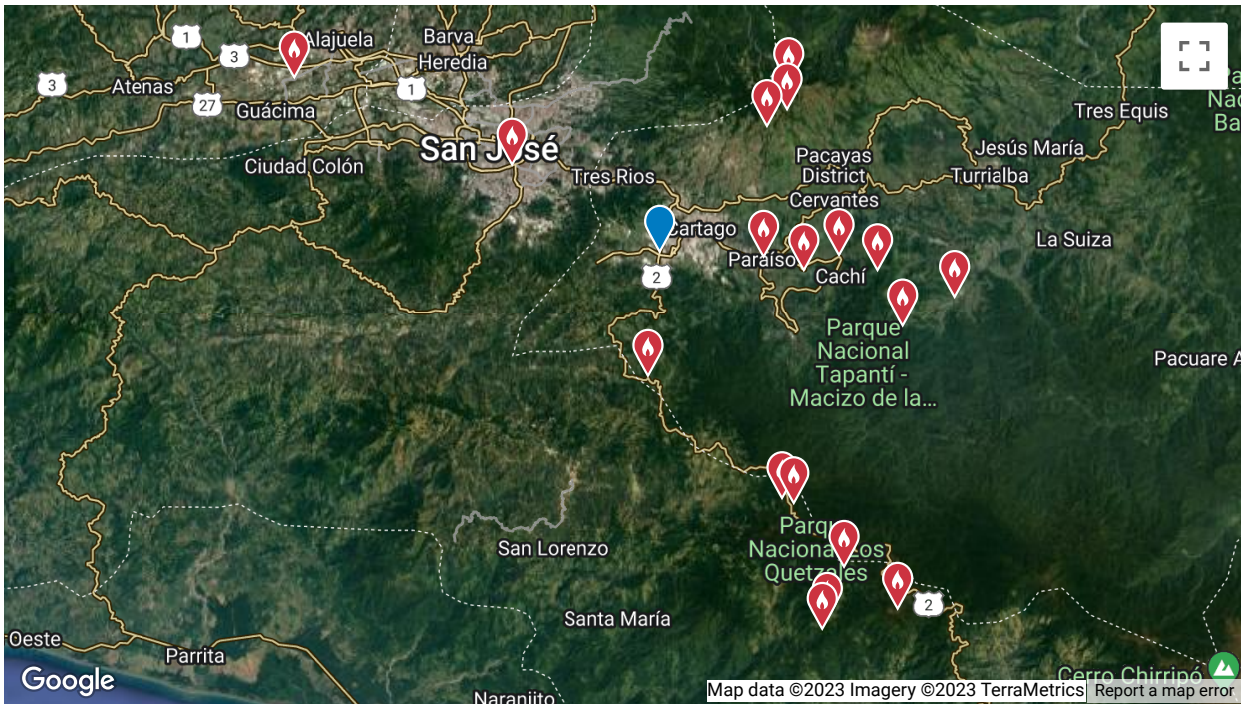 1
Alajuela
Barva
3
Heredia
3
Atenas
1
27
Guácima
Tres Equis
San José
Jesús María
Pacayas
District
Ciudad Colón
Tres Rios
Turrialba
Cervantes
Cartago
La Suiza
Paraíso
Cachí
2
Parque
Nacional
Tapantí -
Macizo de la...
Pacuare A
San Lorenzo
Nacional Los
Quetzales
2
Santa María
Oeste
Parrita
Cerro Chirripó
Google
Naranjito
Map data ©2023 Imagery ©2023 TerraMetrics
Report a map error